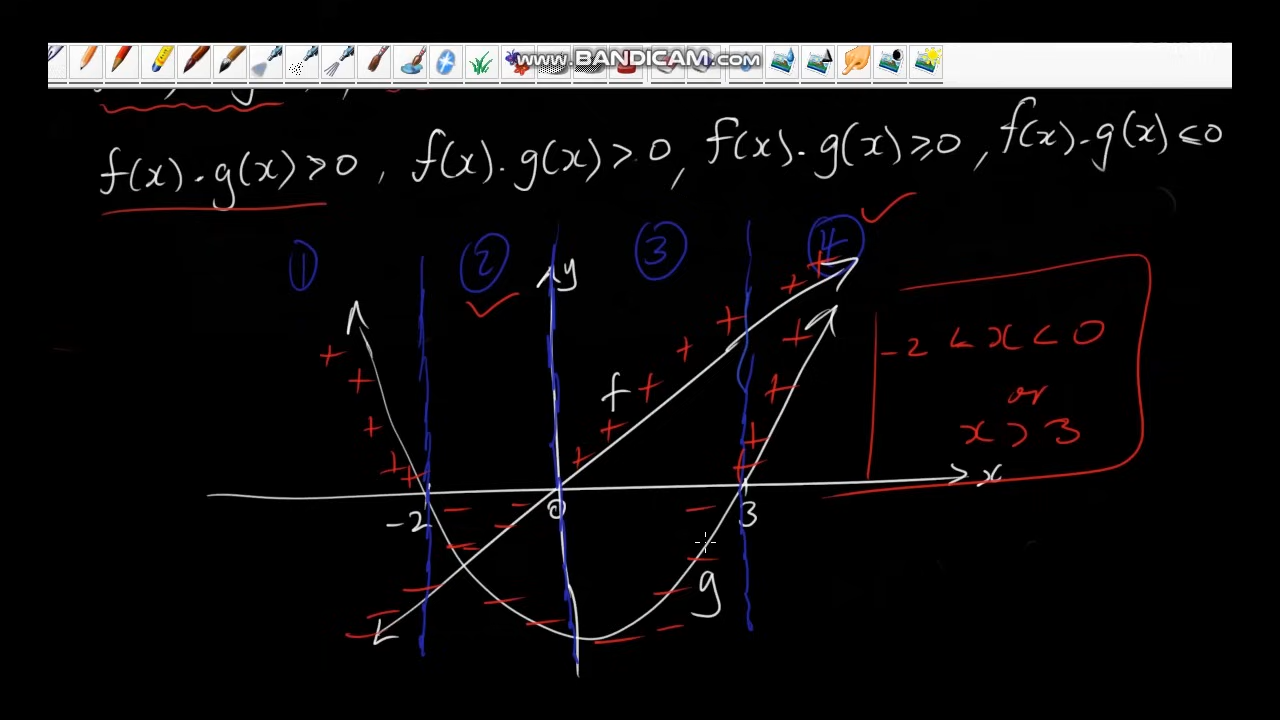 WWW.BANDICAM.COM
f(x).g(x) > 0 , f(x).g(x) > 0 , f(x).g(x) ≥ 0 , f(x).g(x) ≤ 0
1 2 3 4
y
-2 < x < 0
or
x > 3
f
x
-2 0 3
g